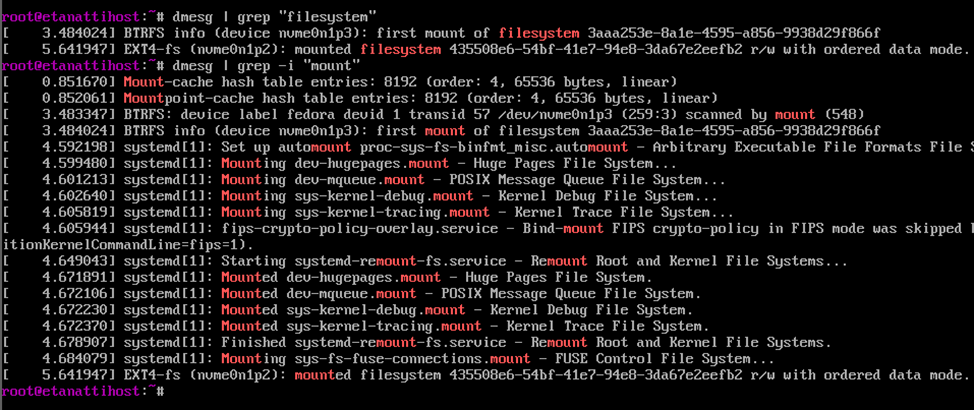 root@etanattihost:~# dmesg | grep "filesystem"
[    3.484024] BTRFS info (device nvme0n1p3): first mount of filesystem 3aaa253e-8a1e-4595-a856-9938d29f866f
[    5.641947] EXT4-fs (nvme0n1p2): mounted filesystem 435508e6-54bf-41e7-94e8-3da67e2eefb2 r/w with ordered data mode.
root@etanattihost:~# dmesg | grep -i "mount"
[    0.851670] Mount-cache hash table entries: 8192 (order: 4, 65536 bytes, linear)
[    0.852061] Mountpoint-cache hash table entries: 8192 (order: 4, 65536 bytes, linear)
[    3.483347] BTRFS: device label fedora devid 1 transid 57 /dev/nvme0n1p3 (259:3) scanned by mount (548)
[    3.484024] BTRFS info (device nvme0n1p3): first mount of filesystem 3aaa253e-8a1e-4595-a856-9938d29f866f
[    4.592198] systemd[1]: Set up automount proc-sys-fs-binfmt_misc.automount - Arbitrary Executable File Formats File S
[    4.599480] systemd[1]: Mounting dev-hugepages.mount - Huge Pages File System...
[    4.601213] systemd[1]: Mounting dev-mqueue.mount - POSIX Message Queue File System...
[    4.602640] systemd[1]: Mounting sys-kernel-debug.mount - Kernel Debug File System...
[    4.605819] systemd[1]: Mounting sys-kernel-tracing.mount - Kernel Trace File System...
[    4.605944] systemd[1]: fips-crypto-policy-overlay.service - Bind-mount FIPS crypto-policy in FIPS mode was skipped
itionKernelCommandLine=fips=1).
[    4.649043] systemd[1]: Starting systemd-remount-fs.service - Remount Root and Kernel File Systems...
[    4.671891] systemd[1]: Mounted dev-hugepages.mount - Huge Pages File System.
[    4.672106] systemd[1]: Mounted dev-mqueue.mount - POSIX Message Queue File System.
[    4.672230] systemd[1]: Mounted sys-kernel-debug.mount - Kernel Debug File System.
[    4.672370] systemd[1]: Mounted sys-kernel-tracing.mount - Kernel Trace File System.
[    4.678907] systemd[1]: Finished systemd-remount-fs.service - Remount Root and Kernel File Systems.
[    4.684079] systemd[1]: Mounting sys-fs-fuse-connections.mount - FUSE Control File System...
[    5.641947] EXT4-fs (nvme0n1p2): mounted filesystem 435508e6-54bf-41e7-94e8-3da67e2eefb2 r/w with ordered data mode.
root@etanattihost:~#